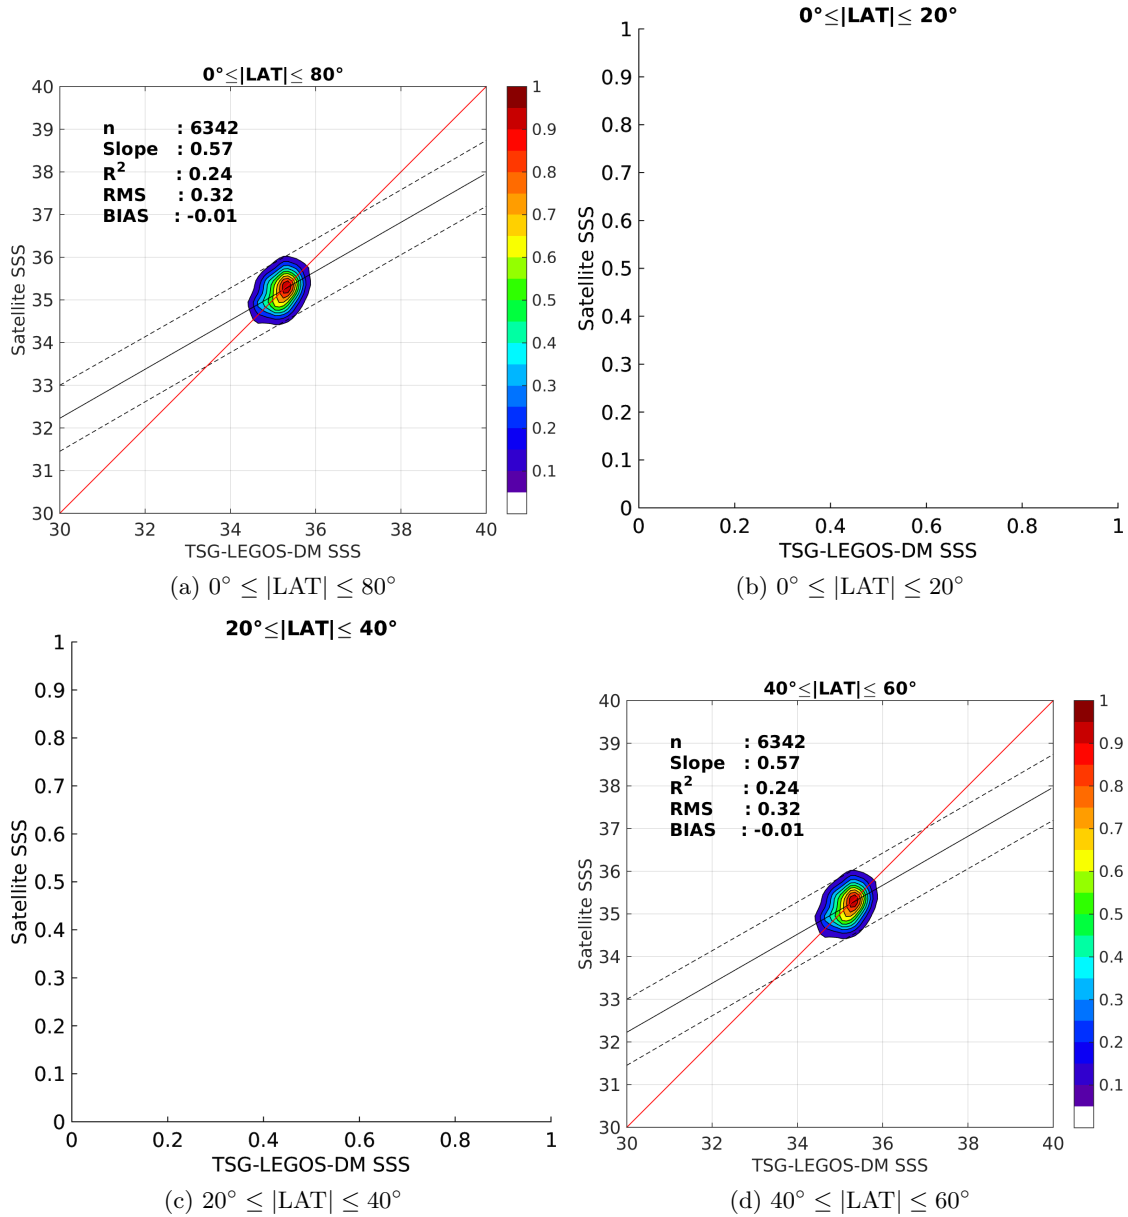 0°≤|LAT|≤ 80°
40
39
38
37
36
35
34
33
32
31
30
n : 6342
Slope : 0.57
R² : 0.24
RMS : 0.32
BIAS : -0.01
1
0.9
0.8
0.7
0.6
0.5
0.4
0.3
0.2
0.1
Satellite SSS
30 32 34 36 38 40
TSG-LEGOS-DM SSS
(a) 0° ≤ |LAT| ≤ 80°
0°≤|LAT|≤ 20°
1
0.9
0.8
0.7
0.6
0.5
0.4
0.3
0.2
0.1
0
Satellite SSS
0 0.2 0.4 0.6 0.8 1
TSG-LEGOS-DM SSS
(b) 0° ≤ |LAT| ≤ 20°
20°≤|LAT|≤ 40°
1
0.9
0.8
0.7
0.6
0.5
0.4
0.3
0.2
0.1
0
Satellite SSS
0 0.2 0.4 0.6 0.8 1
TSG-LEGOS-DM SSS
(c) 20° ≤ |LAT| ≤ 40°
40°≤|LAT|≤ 60°
40
39
38
37
36
35
34
33
32
31
30
n : 6342
Slope : 0.57
R² : 0.24
RMS : 0.32
BIAS : -0.01
1
0.9
0.8
0.7
0.6
0.5
0.4
0.3
0.2
0.1
Satellite SSS
30 32 34 36 38 40
TSG-LEGOS-DM SSS
(d) 40° ≤ |LAT| ≤ 60°